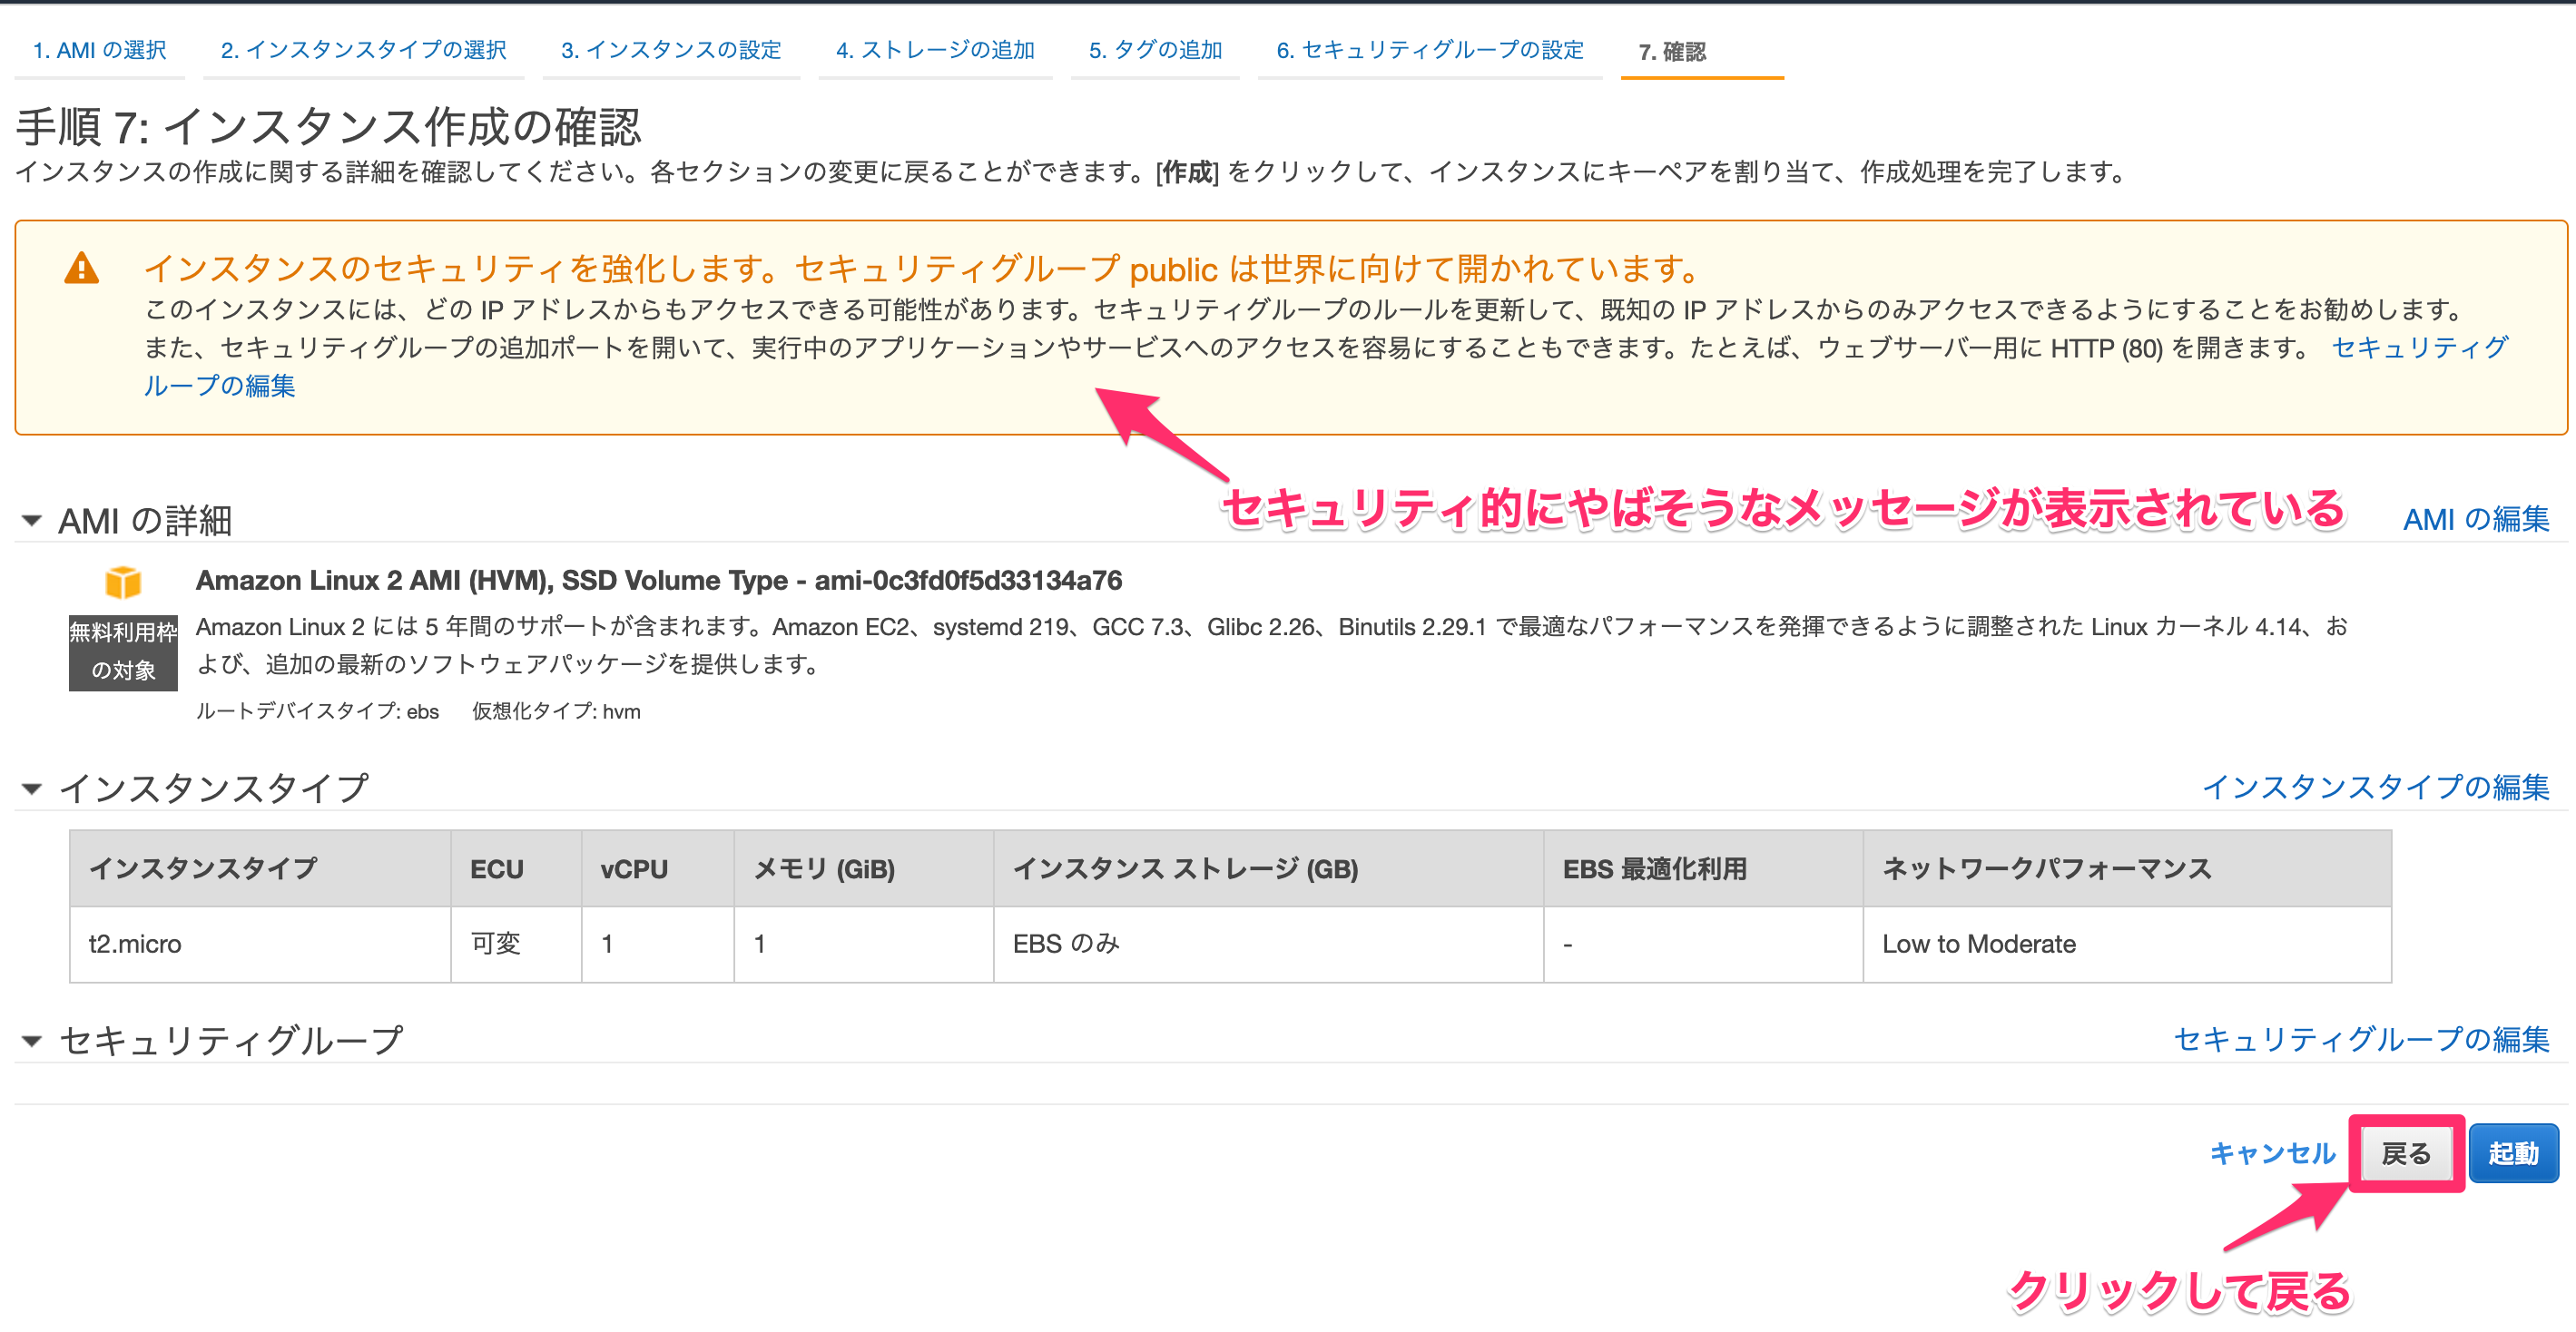 1. AMI の選択 2. インスタンスタイプの選択 3. インスタンスの設定 4. ストレージの追加 5. タグの追加 6. セキュリティグループの設定 7. 確認
手順 7: インスタンス作成の確認
インスタンスの作成に関する詳細を確認してください。各セクションの変更に戻ることができます。[作成] をクリックして、インスタンスにキーペアを割り当て、作成処理を完了します。
インスタンスのセキュリティを強化します。セキュリティグループ public は世界に向けて開かれています。
このインスタンスには、どの IP アドレスからもアクセスできる可能性があります。セキュリティグループのルールを更新して、既知の IP アドレスからのみアクセスできるようにすることをお勧めします。
また、セキュリティグループの追加ポートを開いて、実行中のアプリケーションやサービスへのアクセスを容易にすることもできます。たとえば、ウェブサーバー用に HTTP (80) を開きます。 セキュリティグ
ループの編集
セキュリティ的にやばそうなメッセージが表示されている
AMI の詳細 AMI の編集
Amazon Linux 2 AMI (HVM), SSD Volume Type - ami-0c3fd0f5d33134a76
無料利用枠
の対象
Amazon Linux 2 には 5 年間のサポートが含まれます。Amazon EC2、systemd 219、GCC 7.3、Glibc 2.26、Binutils 2.29.1 で最適なパフォーマンスを発揮できるように調整された Linux カーネル 4.14、お
よび、追加の最新のソフトウェアパッケージを提供します。
ルートデバイスタイプ: ebs 仮想化タイプ: hvm
インスタンスタイプ インスタンスタイプの編集
インスタンスタイプ ECU vCPU メモリ (GiB) インスタンス ストレージ (GB) EBS 最適化利用 ネットワークパフォーマンス
t2.micro 可変 1 1 EBS のみ - Low to Moderate
セキュリティグループ セキュリティグループの編集
キャンセル 戻る 起動
クリックして戻る